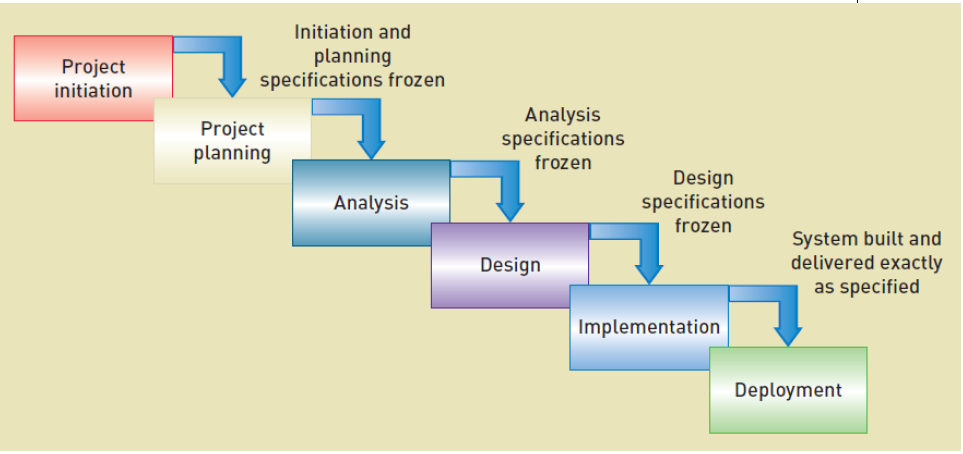 Project
initiation
Initiation and
planning
specifications frozen
Project
planning
Analysis
specifications
frozen
Analysis
Design
specifications
frozen
Design
System built and
delivered exactly
as specified
Implementation
Deployment